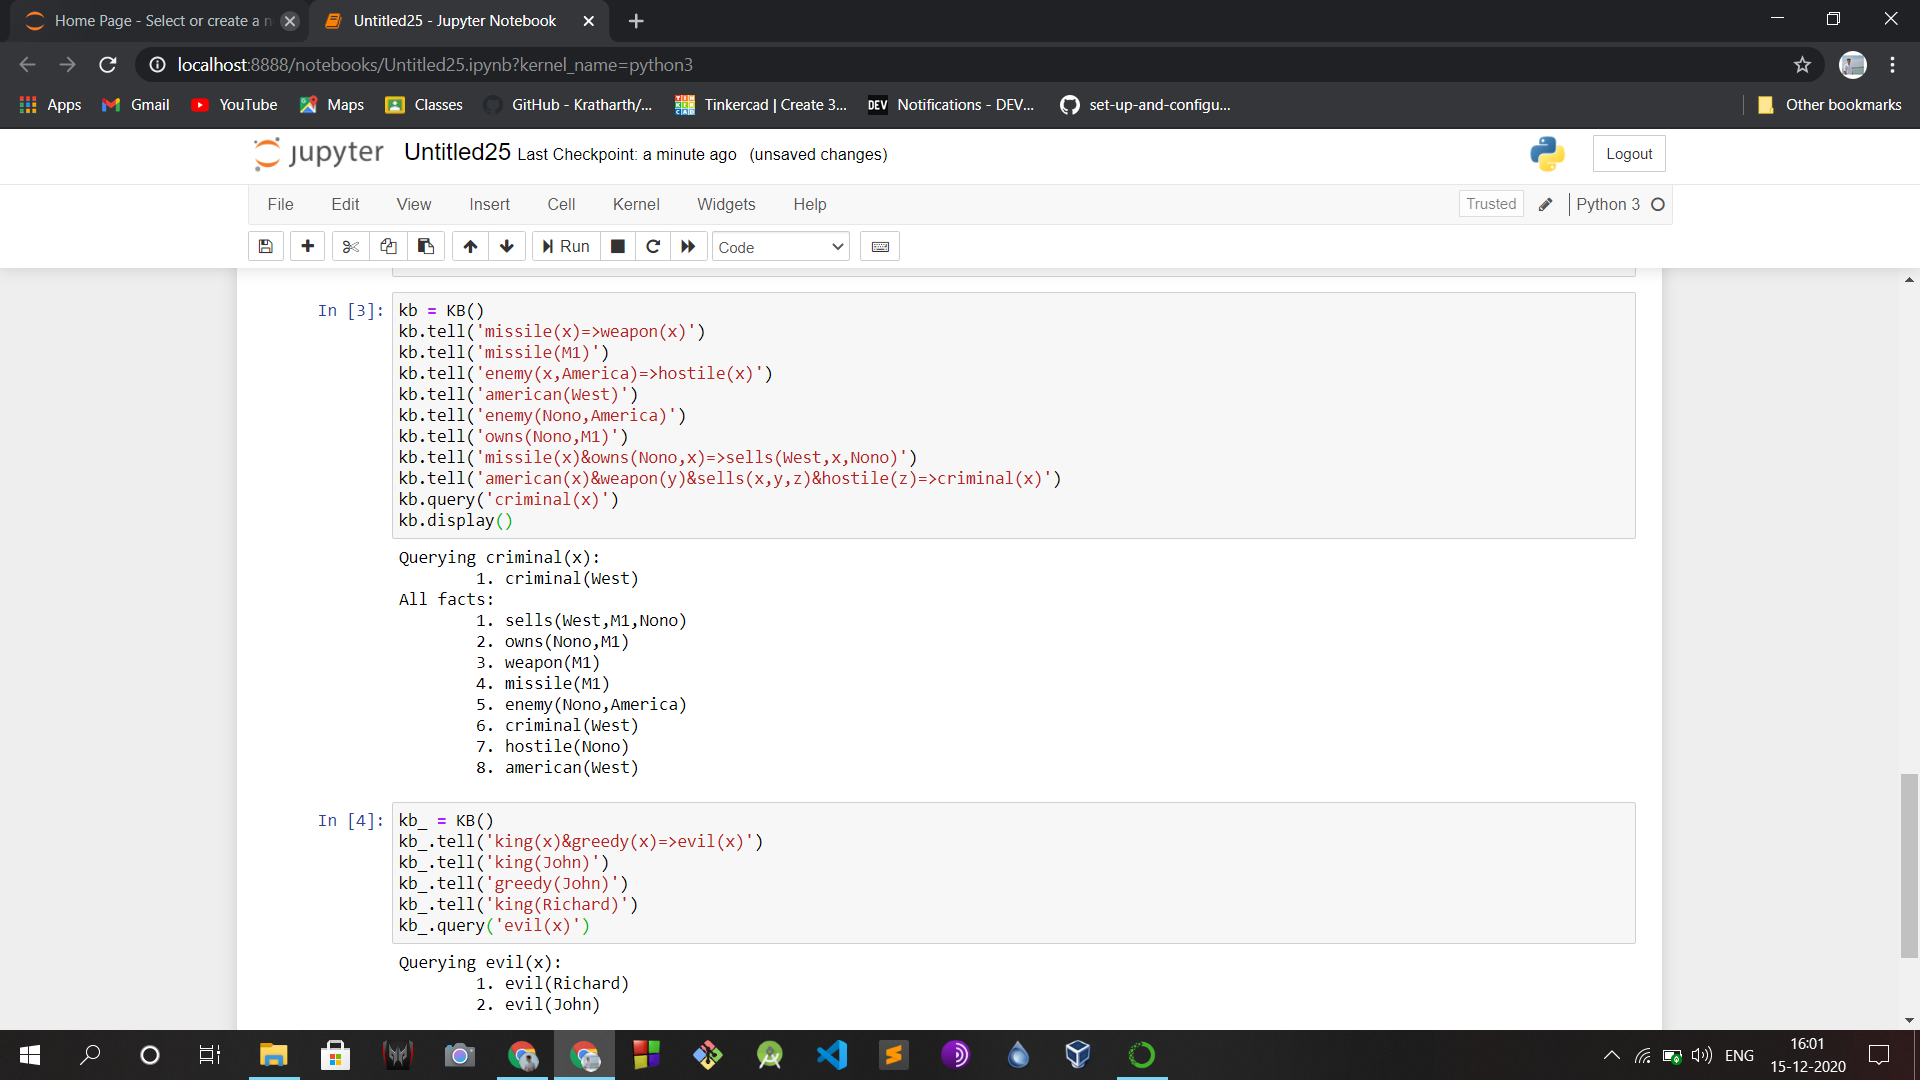 Home Page - Select or create a n
Untitled25 - Jupyter Notebook
localhost:8888/notebooks/Untitled25.ipynb?kernel_name=python3
Apps
Gmail
YouTube
Maps
Classes
GitHub - Kratharth/...
Tinkercad | Create 3...
DEV
Notifications - DEV...
set-up-and-configu...
Other bookmarks
jupyter
Untitled25 Last Checkpoint: a minute ago (unsaved changes)
Logout
File
Edit
View
Insert
Cell
Kernel
Widgets
Help
Trusted
Python 3
Run
Code
In [3]:
kb = KB()
kb.tell('missile(x)=>weapon(x)')
kb.tell('missile(M1)')
kb.tell('enemy(x,America)=>hostile(x)')
kb.tell('american(West)')
kb.tell('enemy(Nono,America)')
kb.tell('owns(Nono,M1)')
kb.tell('missile(x)&owns(Nono,x)=>sells(West,x,Nono)')
kb.tell('american(x)&weapon(y)&sells(x,y,z)&hostile(z)=>criminal(x)')
kb.query('criminal(x)')
kb.display()
Querying criminal(x):
1. criminal(West)
All facts:
1. sells(West,M1,Nono)
2. owns(Nono,M1)
3. weapon(M1)
4. missile(M1)
5. enemy(Nono,America)
6. criminal(West)
7. hostile(Nono)
8. american(West)
In [4]:
kb_ = KB()
kb_.tell('king(x)&greedy(x)=>evil(x)')
kb_.tell('king(John)')
kb_.tell('greedy(John)')
kb_.tell('king(Richard)')
kb_.query('evil(x)')
Querying evil(x):
1. evil(Richard)
2. evil(John)
ENG
16:01
15-12-2020